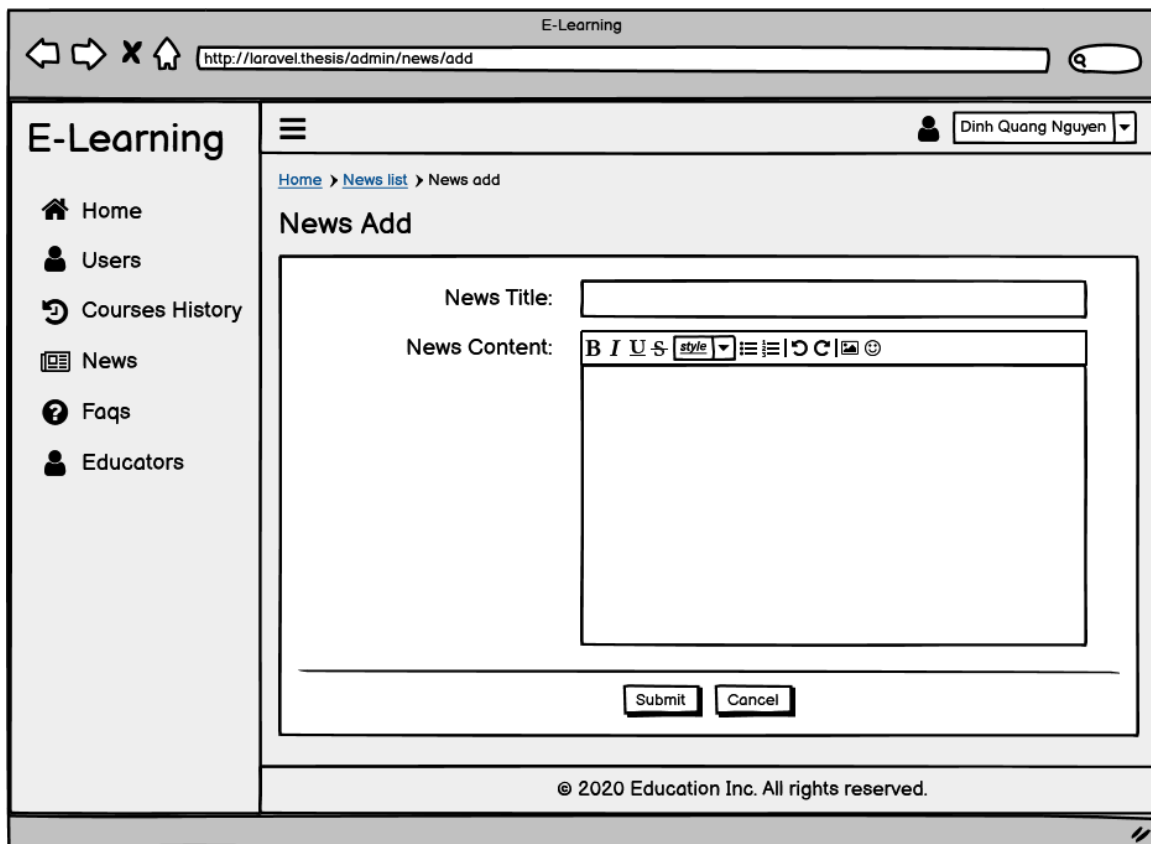 E-Learning
http://laravel.thesis/admin/news/add
E-Learning
Dinh Quang Nguyen
Home
Users
Courses History
News
Faqs
Educators
Home > News list > News add
News Add
News Title:
News Content:
B I U S style
Submit
Cancel
© 2020 Education Inc. All rights reserved.